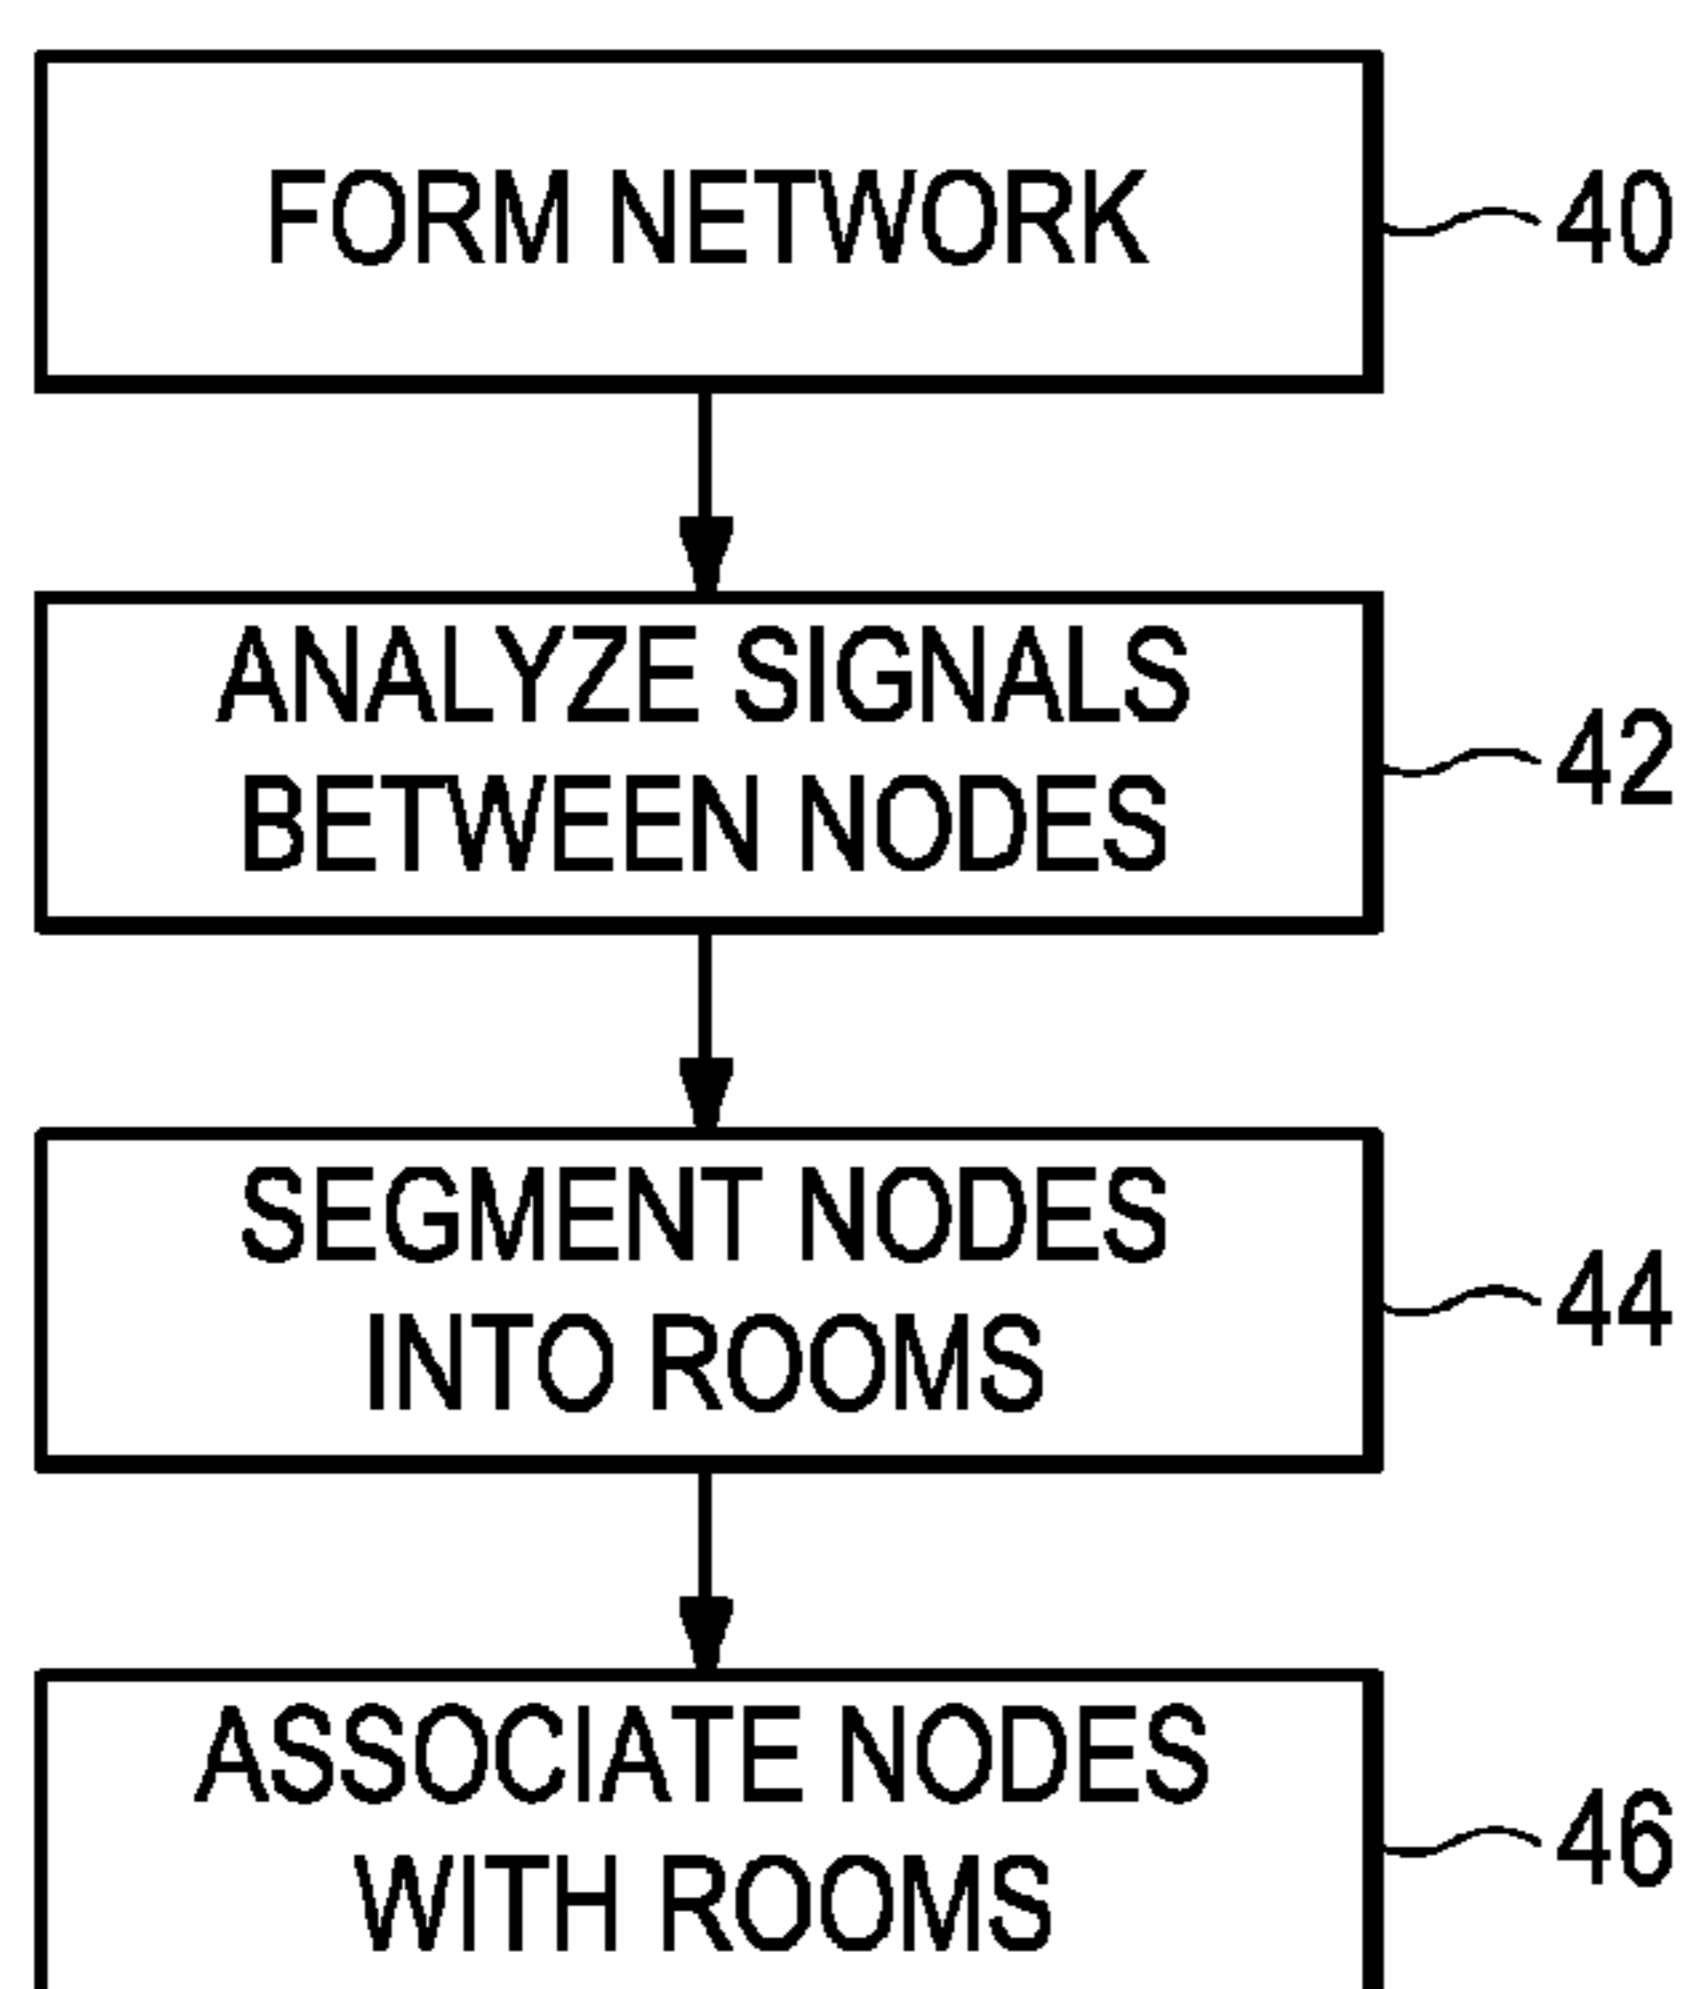 FORM NETWORK
40
ANALYZE SIGNALS
BETWEEN NODES
42
SEGMENT NODES
INTO ROOMS
44
ASSOCIATE NODES
WITH ROOMS
46